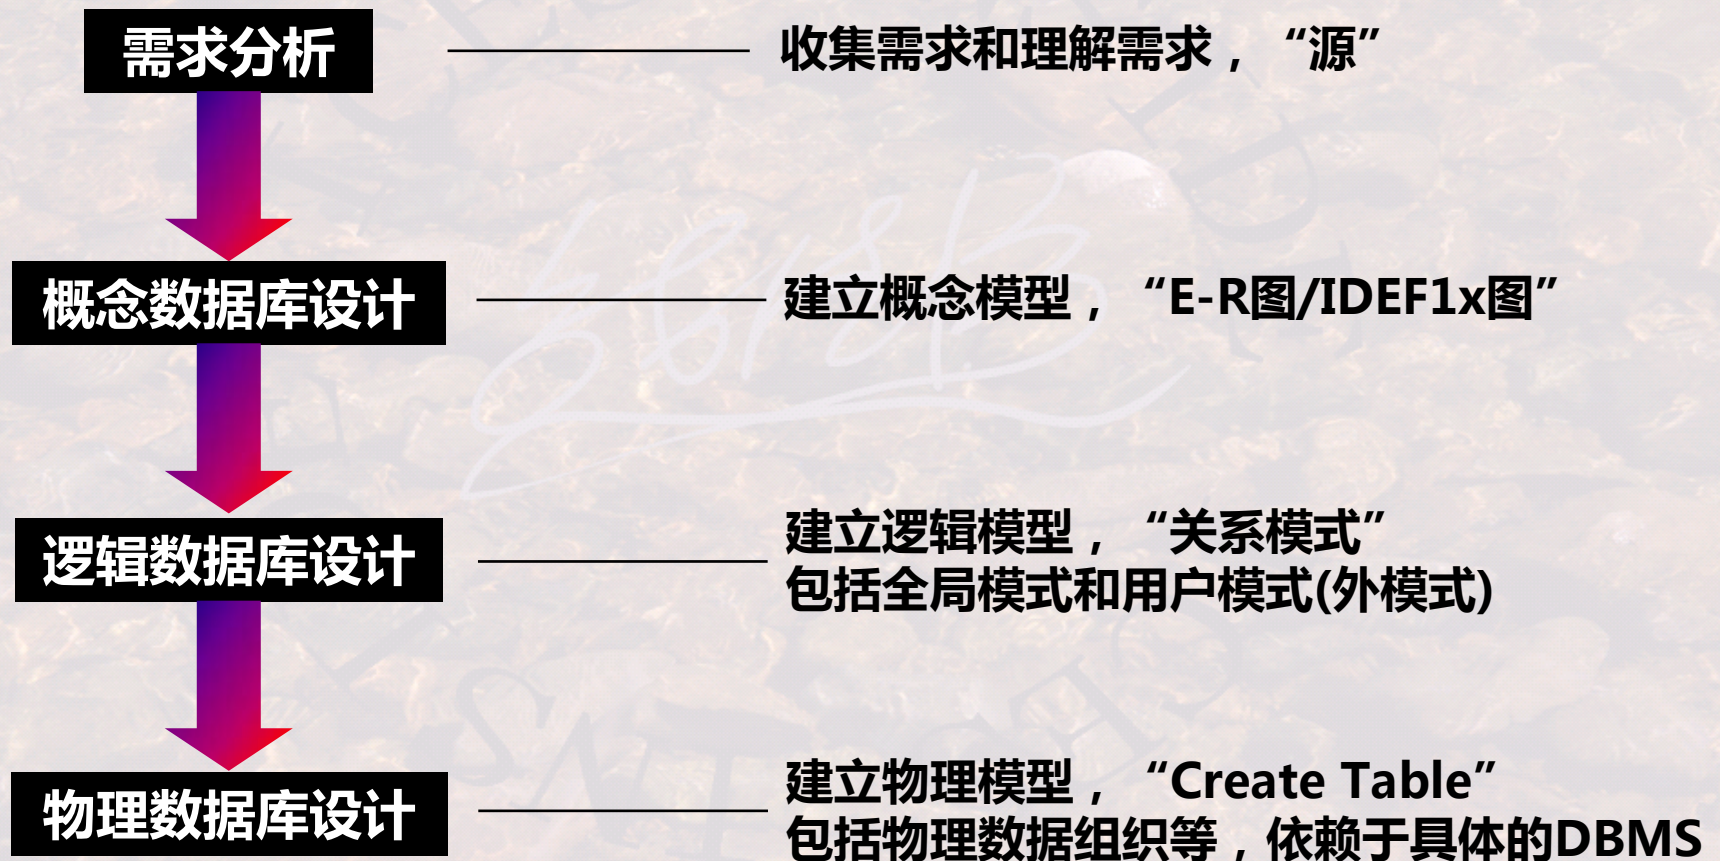 需求分析
收集需求和理解需求，“源”
概念数据库设计
建立概念模型，“E-R图/IDEF1x图”
逻辑数据库设计
建立逻辑模型，“关系模式”
包括全局模式和用户模式(外模式)
物理数据库设计
建立物理模型，“Create Table”
包括物理数据组织等，依赖于具体的DBMS